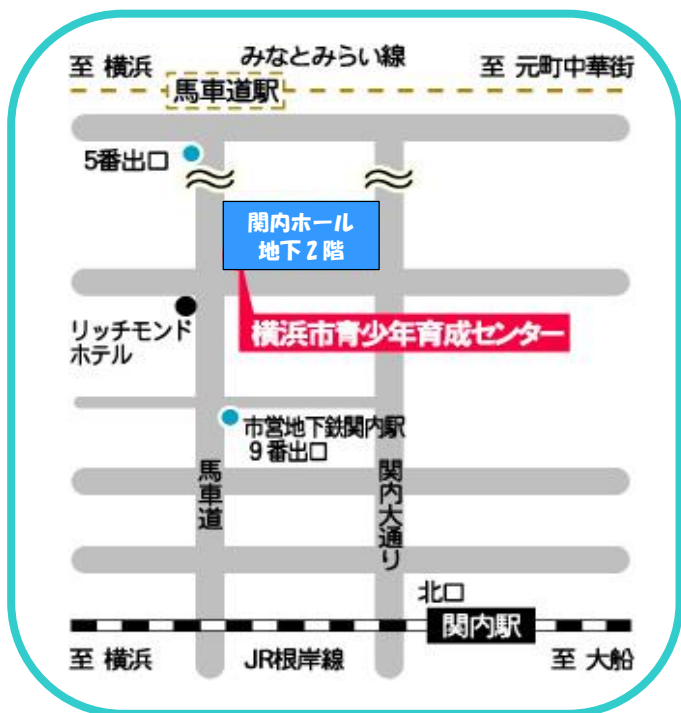 みなとみらい線
至 横浜
至 元町中華街
馬車道駅
5番出口
関内ホール
地下２階
横浜市青少年育成センター
リッチモンド
ホテル
市営地下鉄関内駅
９番出口
馬車道
関内大通り
北口
関内駅
至 横浜
JR根岸線
至 大船